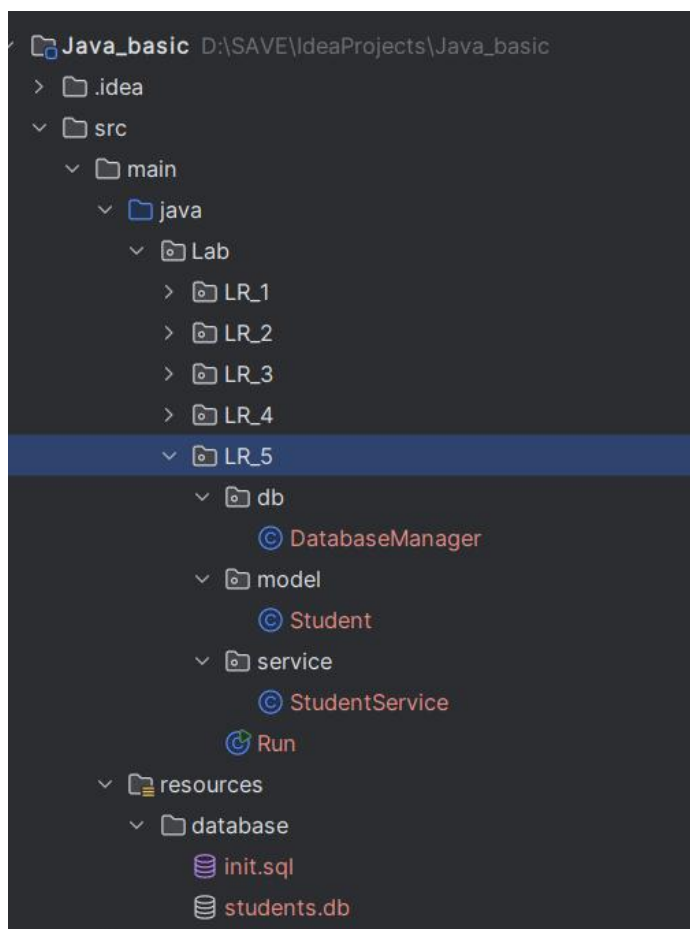 Java_basic D:\SAVE\IdeaProjects\Java_basic
.idea
src
main
java
Lab
LR_1
LR_2
LR_3
LR_4
LR_5
db
DatabaseManager
model
Student
service
StudentService
Run
resources
database
init.sql
students.db